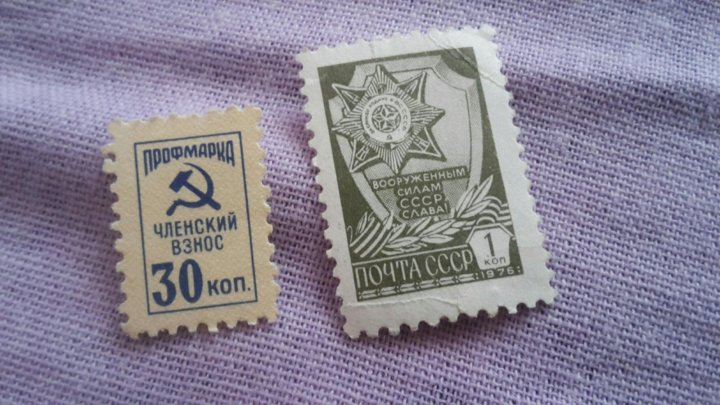 ПРОФМАРКА
ЧЛЕНСКИЙ
ВЗНОС
30 КОП.
ВООРУЖЕННЫМ
СИЛАМ
СССР
СЛАВА!
1
КОП
ПОЧТА СССР
·1976·